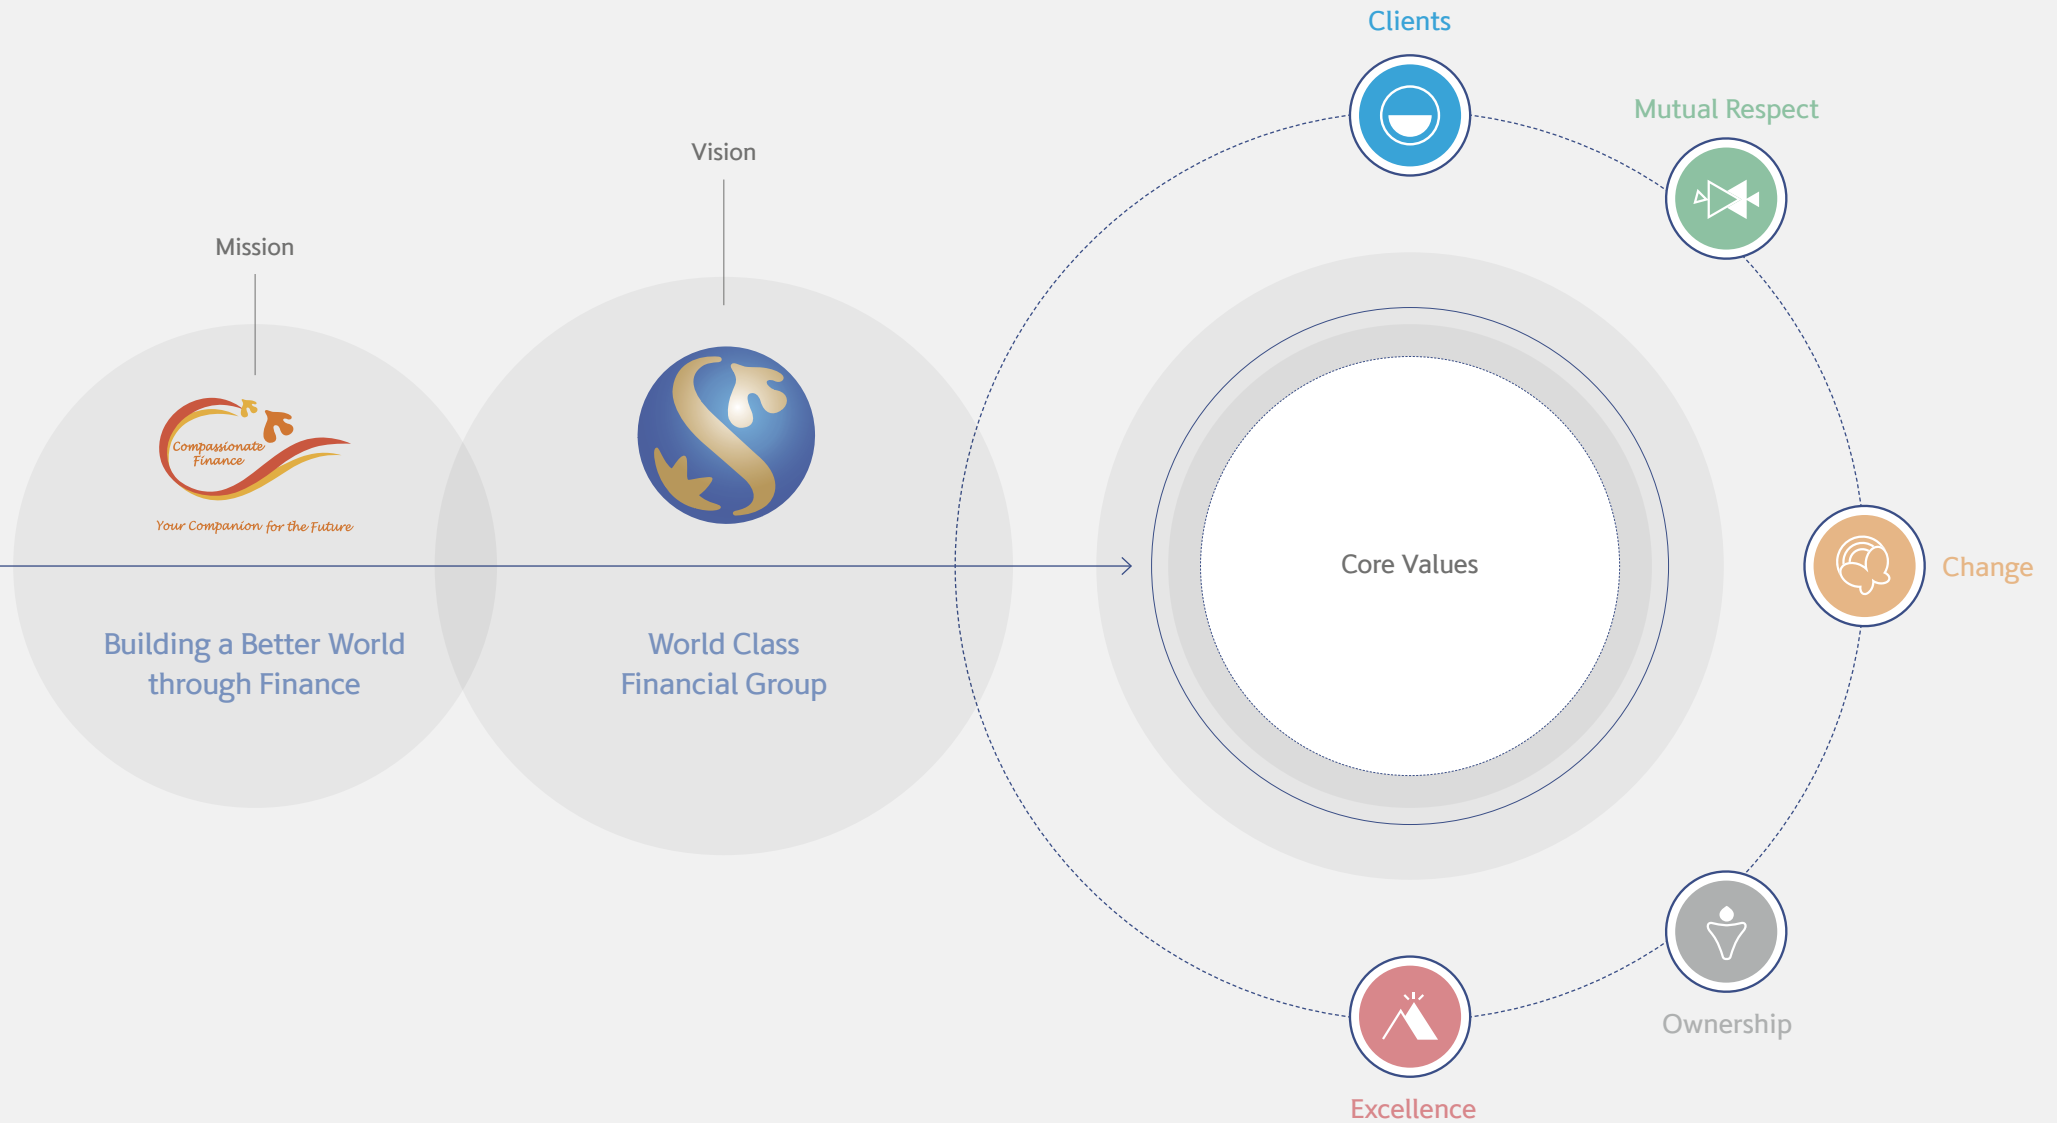 Mission
Compassionate
Finance
Your Companion for the Future
Building a Better World
through Finance
Vision
World Class
Financial Group
Core Values
Clients
Mutual Respect
Change
Ownership
Excellence